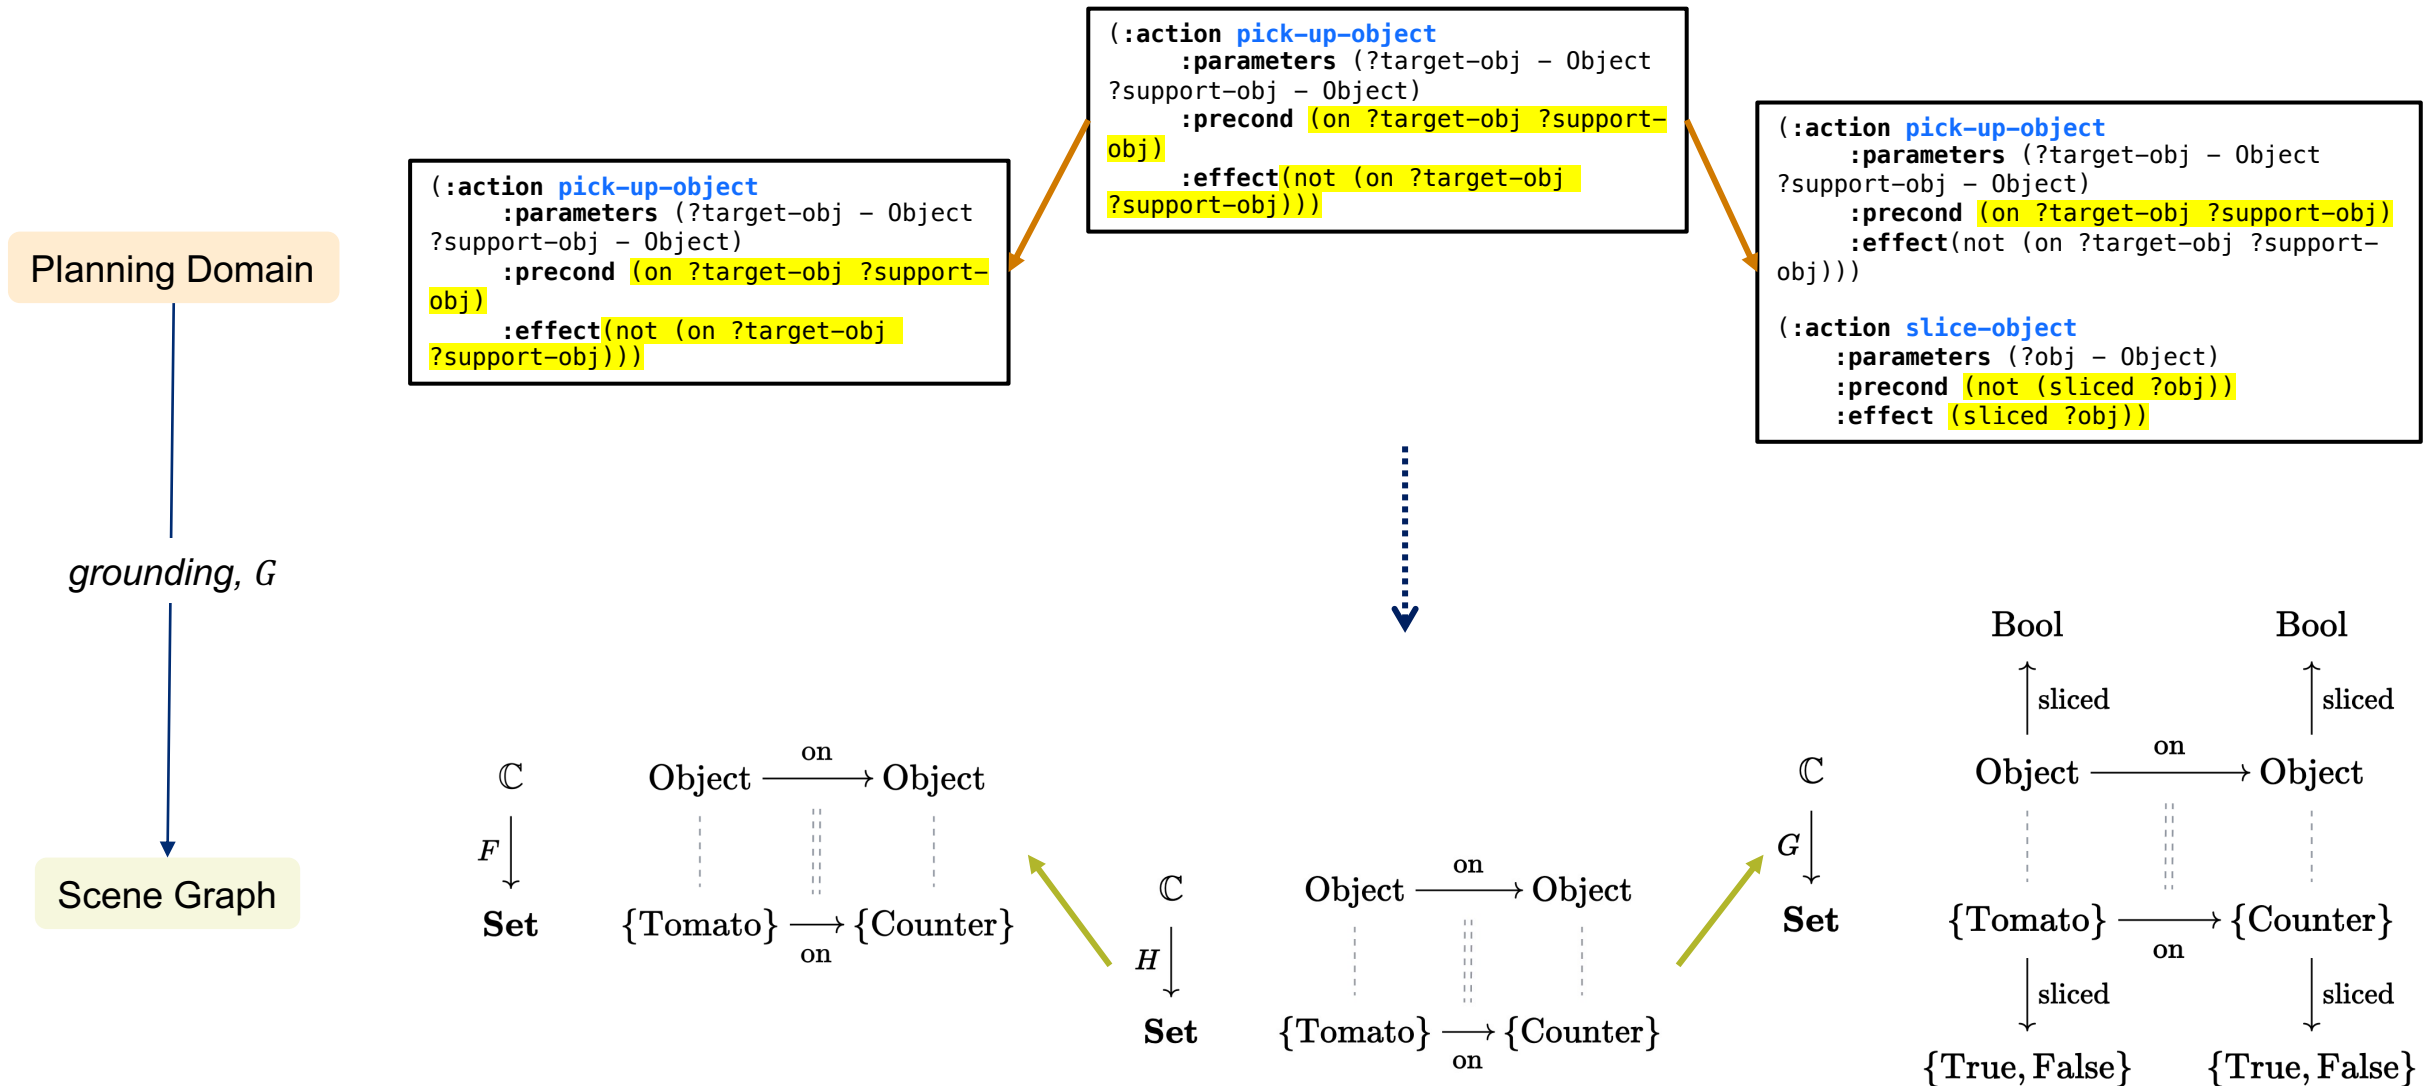 (:action pick-up-object
:parameters (?target-obj – Object
?support-obj – Object)
:precond (on ?target-obj ?support-
obj)
:effect(not (on ?target-obj
?support-obj)))
(:action pick-up-object
:parameters (?target-obj – Object
?support-obj – Object)
:precond (on ?target-obj ?support-
obj)
:effect(not (on ?target-obj
?support-obj)))
(:action pick-up-object
:parameters (?target-obj – Object
?support-obj – Object)
:precond (on ?target-obj ?support-obj)
:effect(not (on ?target-obj ?support-
obj)))
(:action slice-object
:parameters (?obj – Object)
:precond (not (sliced ?obj))
:effect (sliced ?obj))
Planning Domain
grounding, G
Scene Graph
ℂ
F
Set
on
Object Object
{Tomato} {Counter}
on
ℂ
H
Set
on
Object Object
{Tomato} {Counter}
on
ℂ
G
Set
Bool Bool
sliced sliced
on
Object Object
{Tomato} {Counter}
on
sliced sliced
{True, False} {True, False}